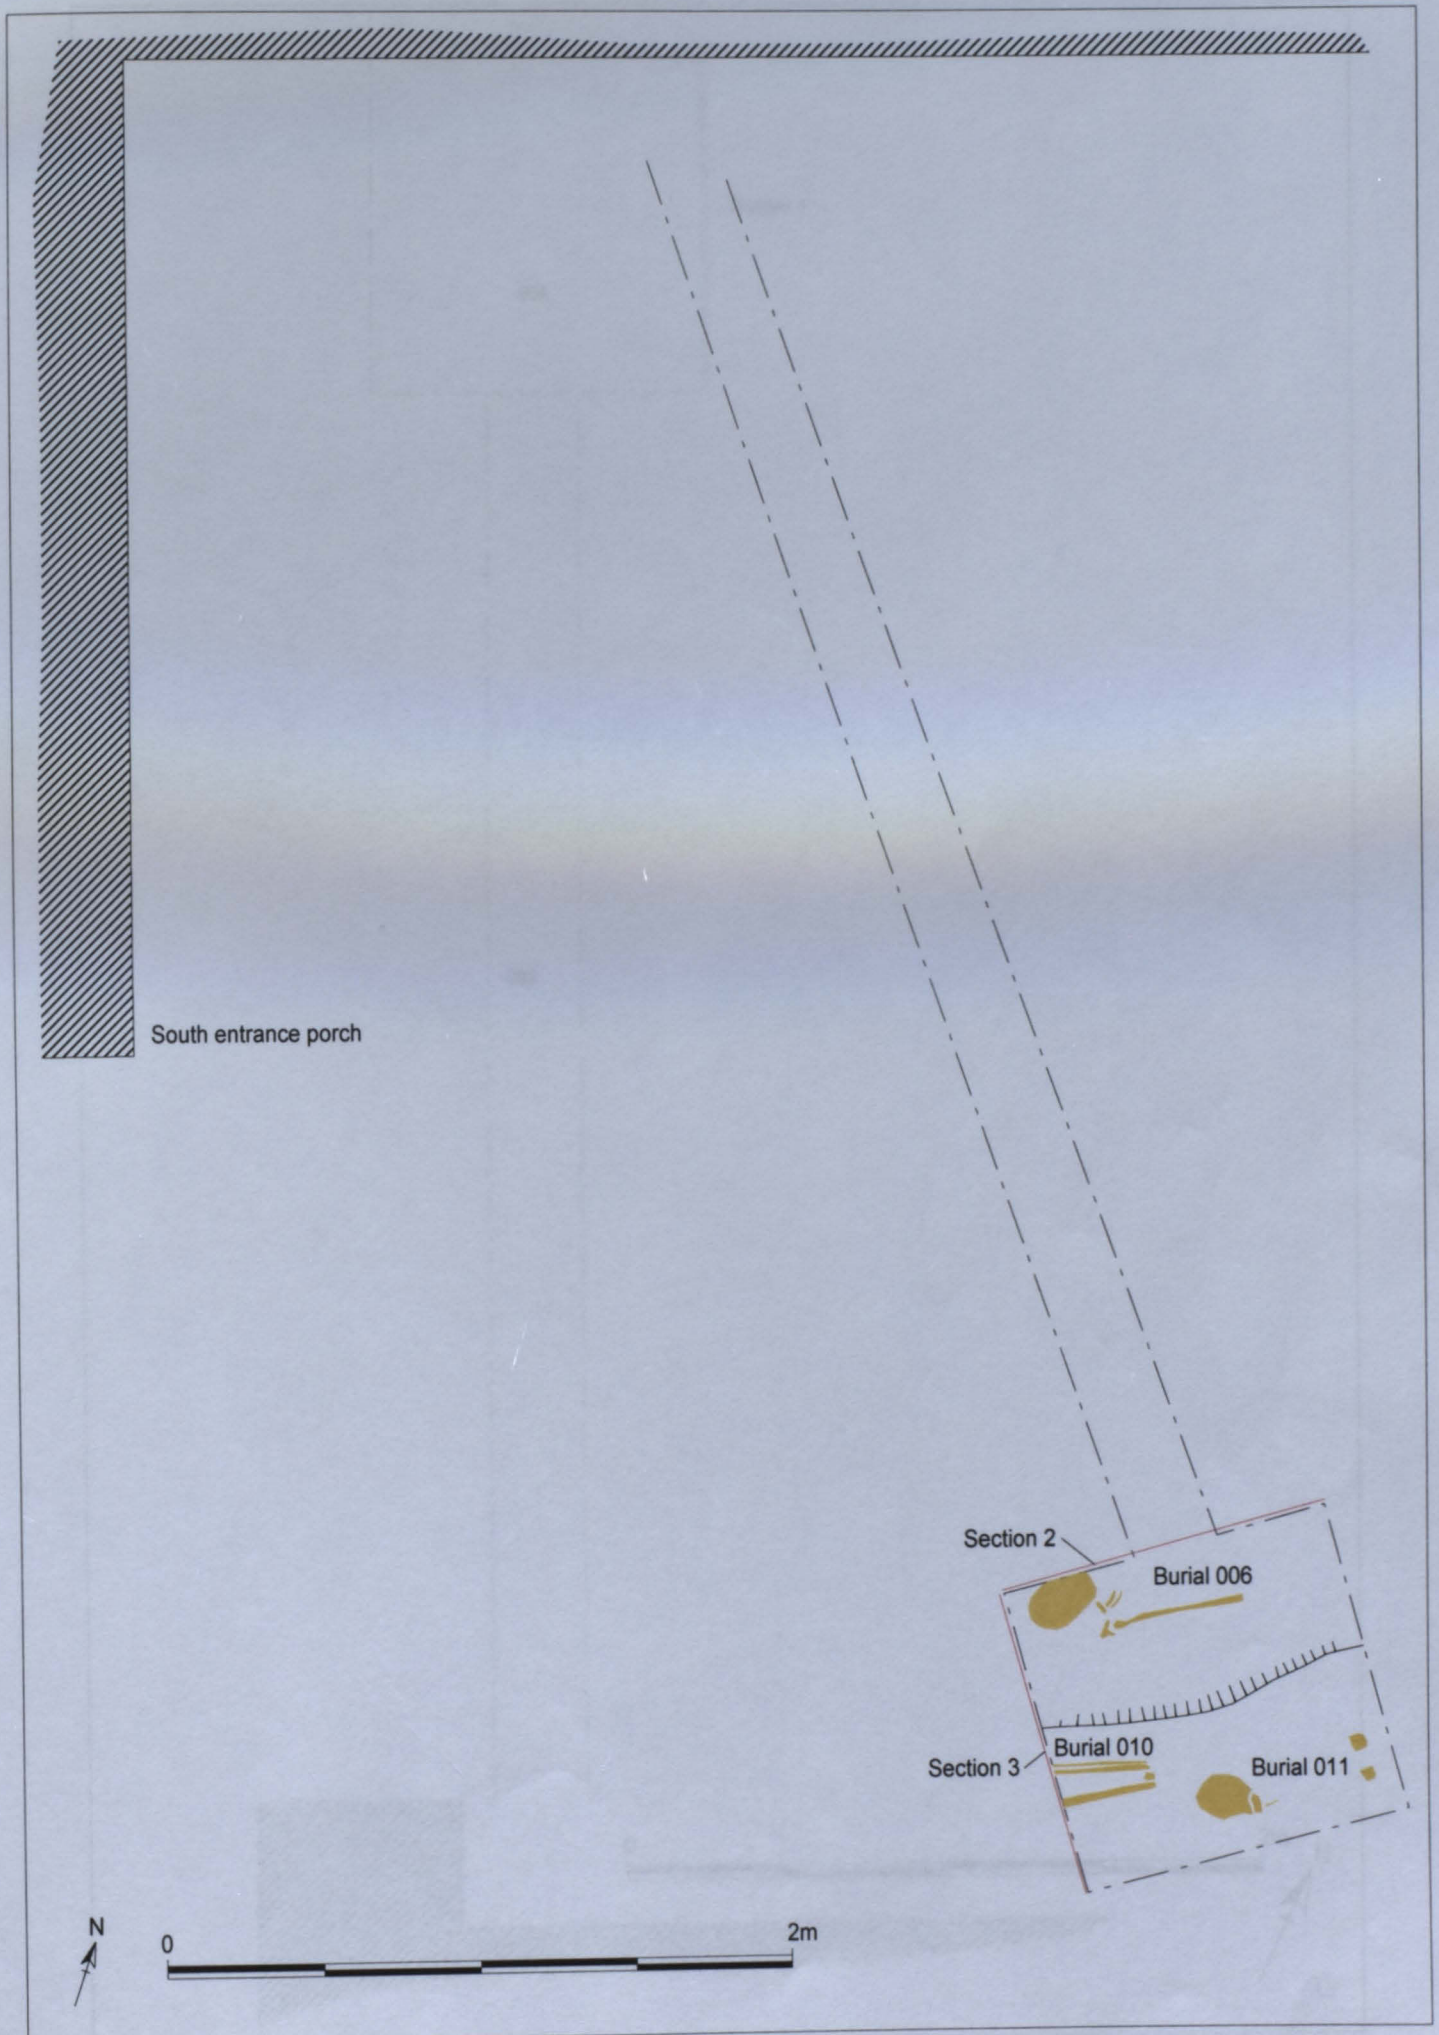 South entrance porch
Section 2
Burial 006
Burial 010
Section 3
Burial 011
N
0
2m